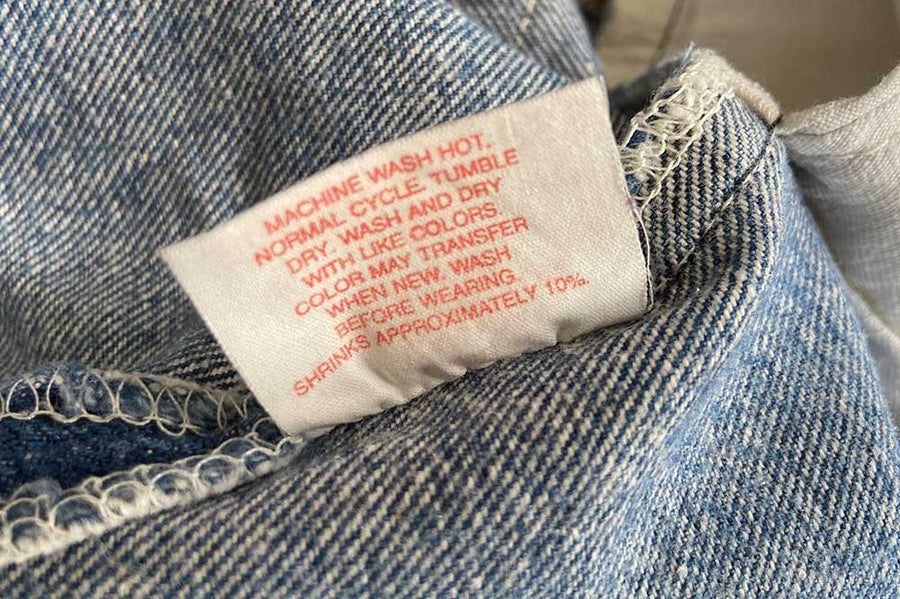 MACHINE WASH HOT,
NORMAL CYCLE. TUMBLE
DRY. WASH AND DRY
WITH LIKE COLORS.
COLOR MAY TRANSFER
WHEN NEW. WASH
BEFORE WEARING.
SHRINKS APPROXIMATELY 10%.